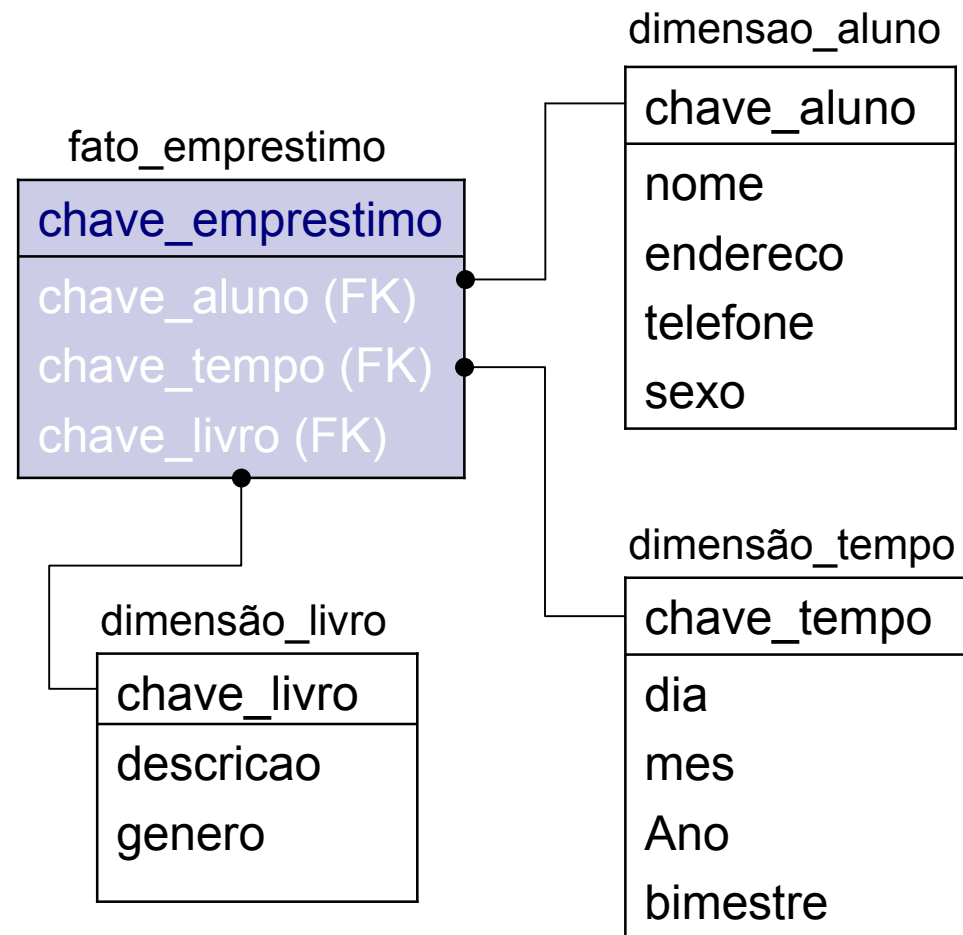 dimensao_aluno
chave_aluno
nome
endereco
telefone
sexo
fato_emprestimo
chave_emprestimo
chave_aluno (FK)
chave_tempo (FK)
chave_livro (FK)
dimensão_livro
chave_livro
descricao
genero
dimensão_tempo
chave_tempo
dia
mes
Ano
bimestre